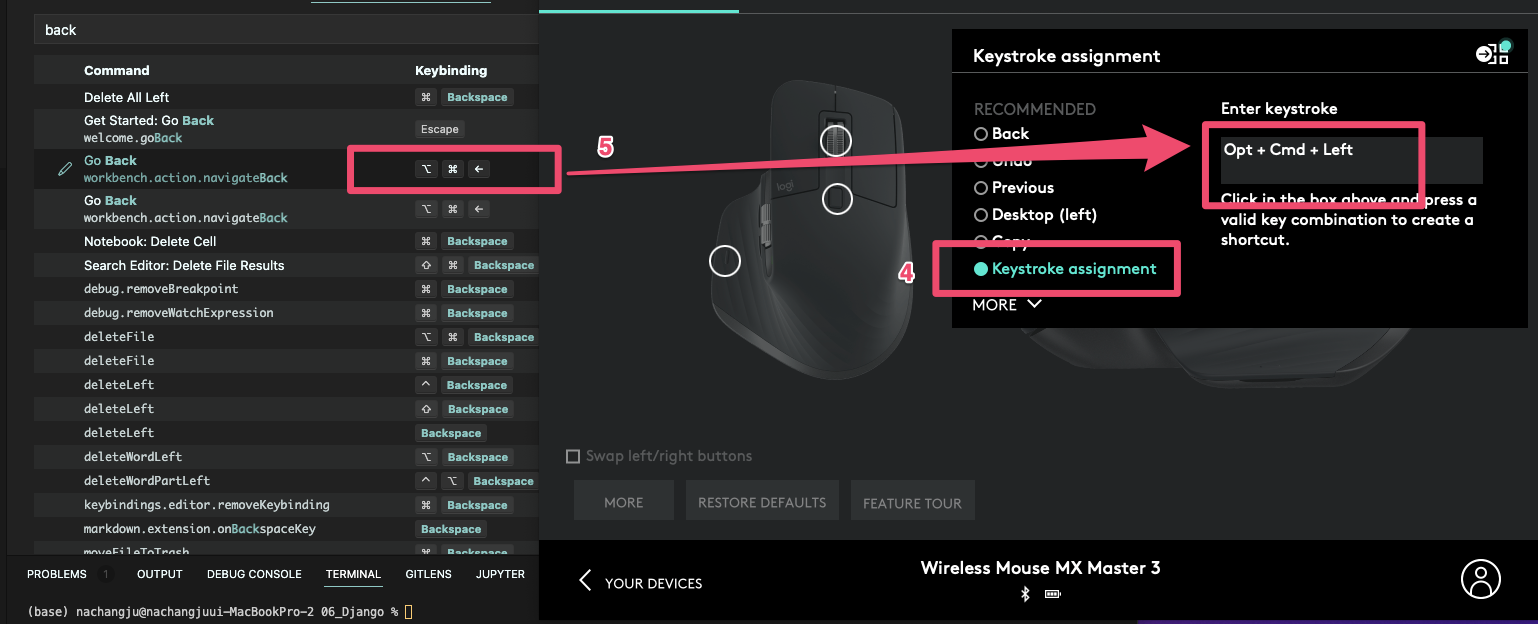 back
Command Keybinding
Delete All Left ⌘ Backspace
Get Started: Go Back
welcome.goBack
Escape
Go Back
workbench.action.navigateBack
⌥ ⌘ ←
Go Back
workbench.action.navigateBack
⌥ ⌘ ←
Notebook: Delete Cell ⌘ Backspace
Search Editor: Delete File Results ⇧ ⌘ Backspace
debug.removeBreakpoint ⌘ Backspace
debug.removeWatchExpression ⌘ Backspace
deleteFile ⌥ ⌘ Backspace
deleteFile ⌘ Backspace
deleteLeft ^ Backspace
deleteLeft ⇧ Backspace
deleteLeft Backspace
deleteWordLeft ⌥ Backspace
deleteWordPartLeft ^ ⌥ Backspace
keybindings.editor.removeKeybinding ⌘ Backspace
markdown.extension.onBackspaceKey Backspace
moveFileToTrash ⌘ Backspace
PROBLEMS 1 OUTPUT DEBUG CONSOLE TERMINAL GITLENS JUPYTER
(base) nachangju@nachangjuui-MacBookPro-2 06_Django %
5
4
logi
Keystroke assignment
RECOMMENDED
Back
Undo
Previous
Desktop (left)
Copy
Keystroke assignment
MORE
Enter keystroke
Opt + Cmd + Left
Click in the box above and press a
valid key combination to create a
shortcut.
Swap left/right buttons
MORE RESTORE DEFAULTS FEATURE TOUR
YOUR DEVICES
Wireless Mouse MX Master 3